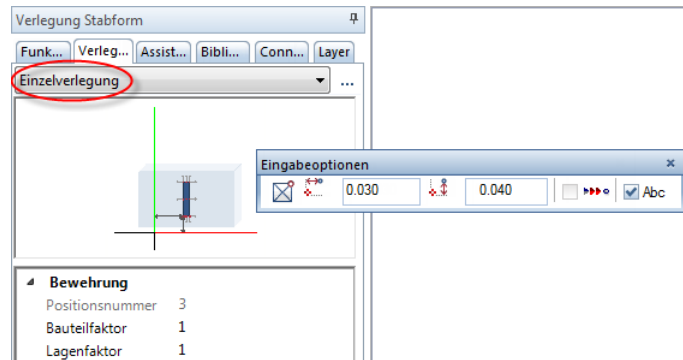 Verlegung Stabform
Funk... Verleg... Assist... Bibli... Conn... Layer
Einzelverlegung ...
Eingabeoptionen
0.030 0.040 Abc
Bewehrung
Positionsnummer 3
Bauteilfaktor 1
Lagenfaktor 1